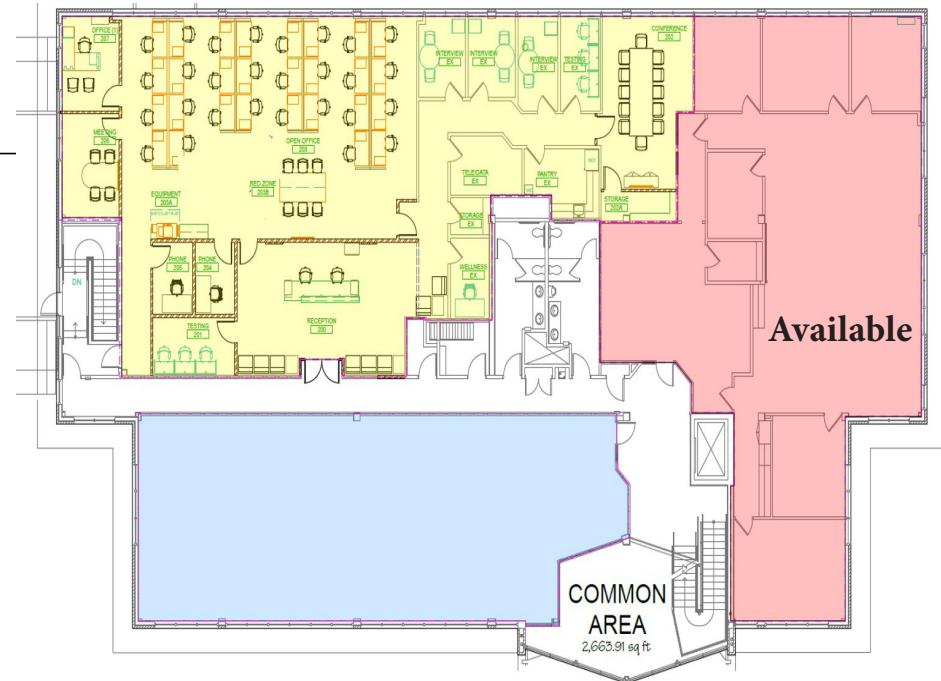 OFFICE (1)
207
INTERVIEW
EX
INTERVIEW
EX
INTERVIEW
EX
TESTING
EX
CONFERENCE
202
MEETING
206
OPEN OFFICE
203
TELE/DATA
EX
PANTRY
EX
RED ZONE
203B
EQUIPMENT
203A
STORAGE
202A
STORAGE
EX
PHONE
205
PHONE
204
WELLNESS
EX
DN
TESTING
201
RECEPTION
200
Available
COMMON
AREA
2,663.91 sq ft